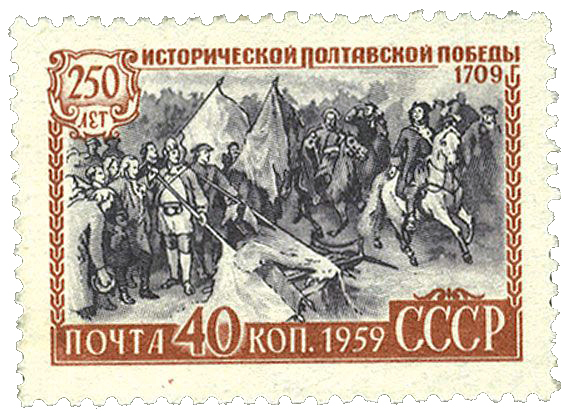 250
ЛЕТ
ИСТОРИЧЕСКОЙ ПОЛТАВСКОЙ ПОБЕДЫ
1709 г
ПОЧТА 40 КОП. 1959 СССР